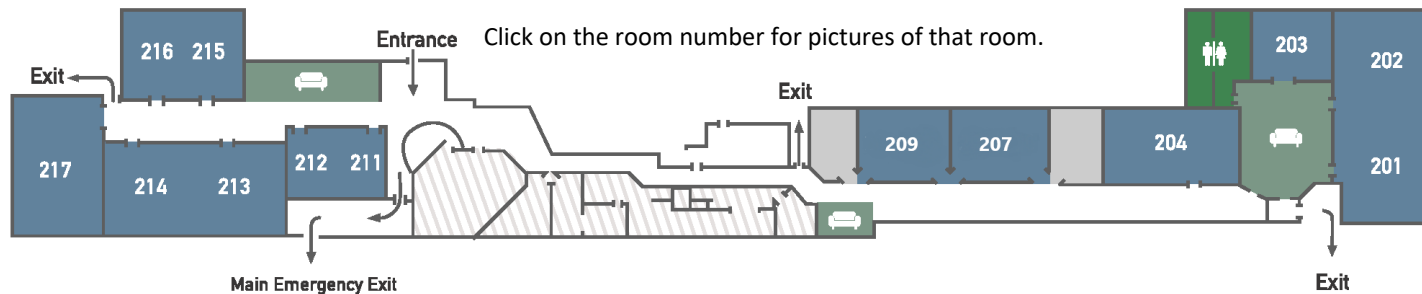 Click on the room number for pictures of that room.
Entrance
216 215
203
202
Exit
Exit
209 207
204
217
214 213
212 211
201
Main Emergency Exit
Exit